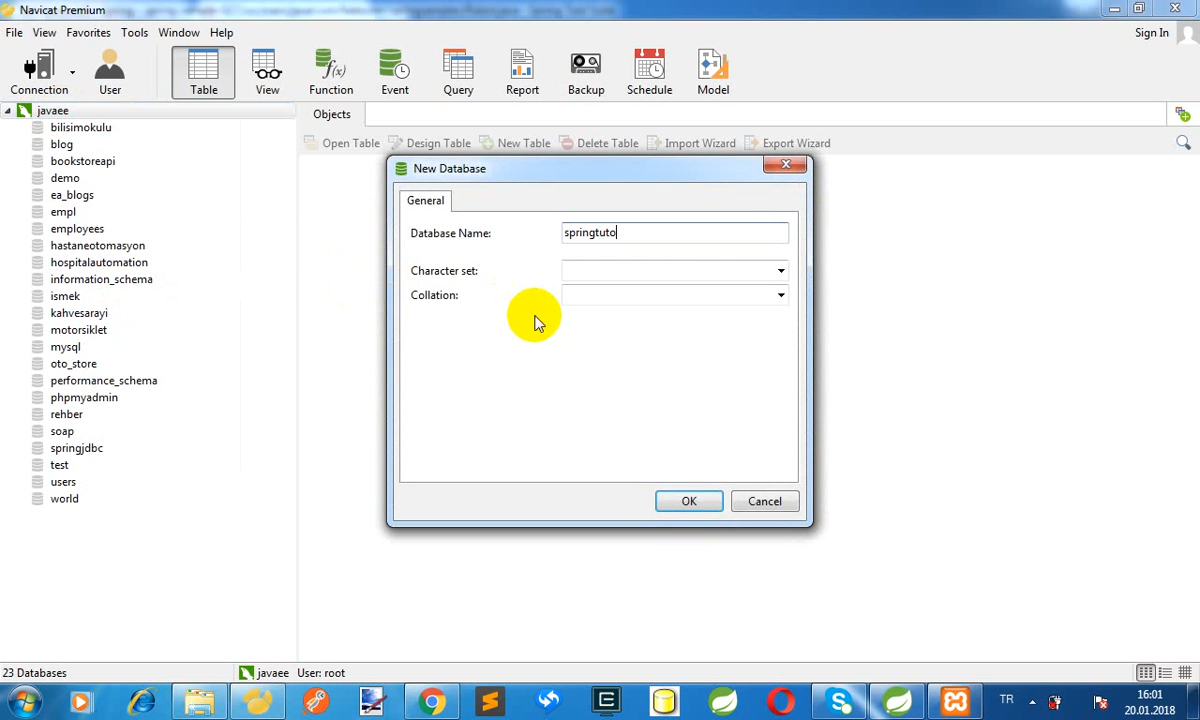 Navicat Premium
File View Favorites Tools Window Help Sign In
Connection User Table View Function Event Query Report Backup Schedule Model
javaee
bilisimokulu
blog
bookstoreapi
demo
ea_blogs
empl
employees
hastaneotomasyon
hospitalautomation
information_schema
ismek
kahvesarayi
motorsiklet
mysql
oto_store
performance_schema
phpmyadmin
rehber
soap
springjdbc
test
users
world
Objects
Open Table Design Table New Table Delete Table Import Wizard Export Wizard
New Database
General
Database Name: springtuto
Character set:
Collation:
OK Cancel
23 Databases javaee User: root
TR 16:01
20.01.2018